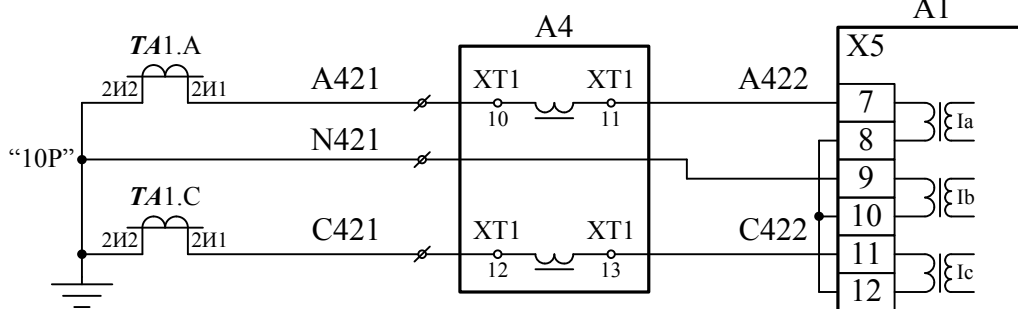 A1
A4
TA1.A
X5
2И2
2И1
A421
XT1
XT1
A422
7
10
11
Ia
N421
8
“10P”
9
TA1.C
Ib
10
2И2
2И1
C421
XT1
XT1
C422
11
12
13
Ic
12